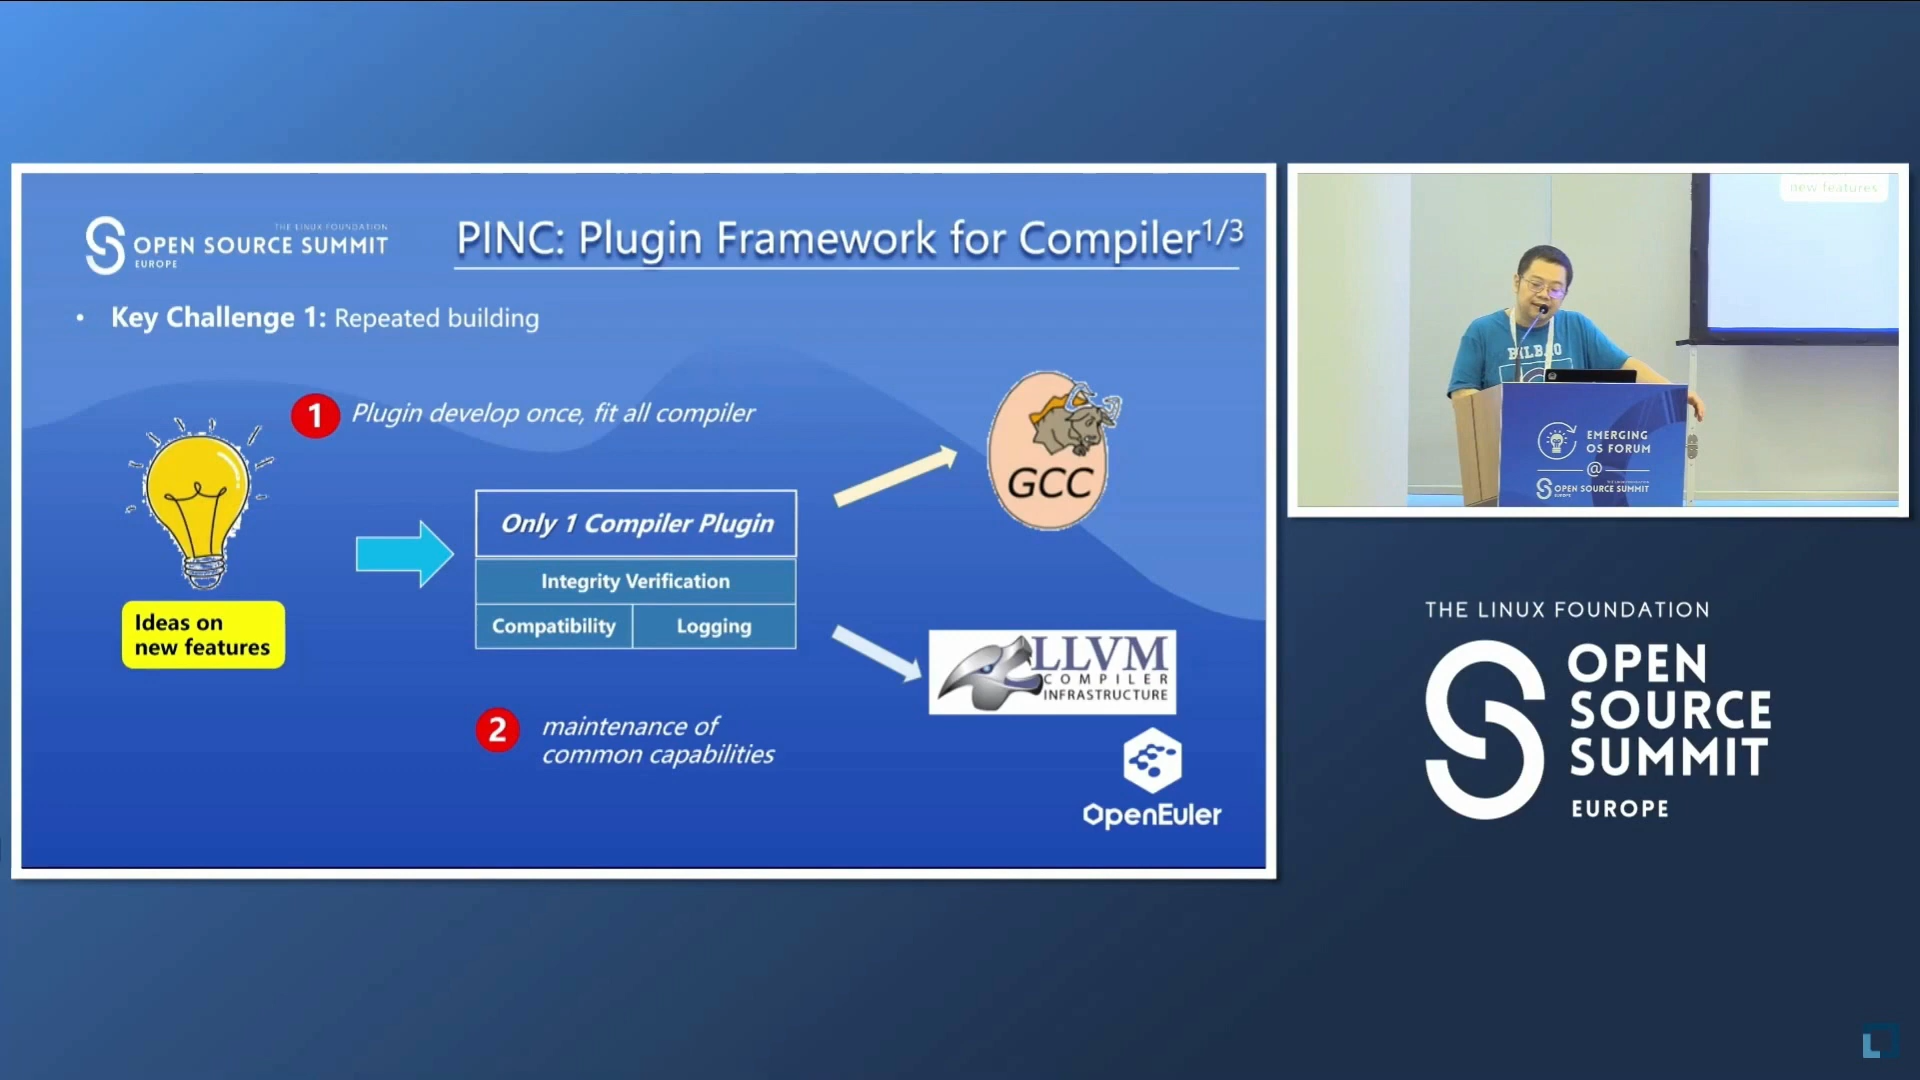 THE LINUX FOUNDATION
OPEN SOURCE SUMMIT
EUROPE
PINC: Plugin Framework for Compiler1/3
• Key Challenge 1: Repeated building
1 Plugin develop once, fit all compiler
Ideas on
new features
Only 1 Compiler Plugin
Integrity Verification
Compatibility Logging
2 maintenance of
common capabilities
GCC
LLVM
COMPILER
INFRASTRUCTURE
OpenEuler
new features
BILBAO
EMERGING
OS FORUM
@
OPEN SOURCE SUMMIT
EUROPE
THE LINUX FOUNDATION
OPEN
SOURCE
SUMMIT
EUROPE
L